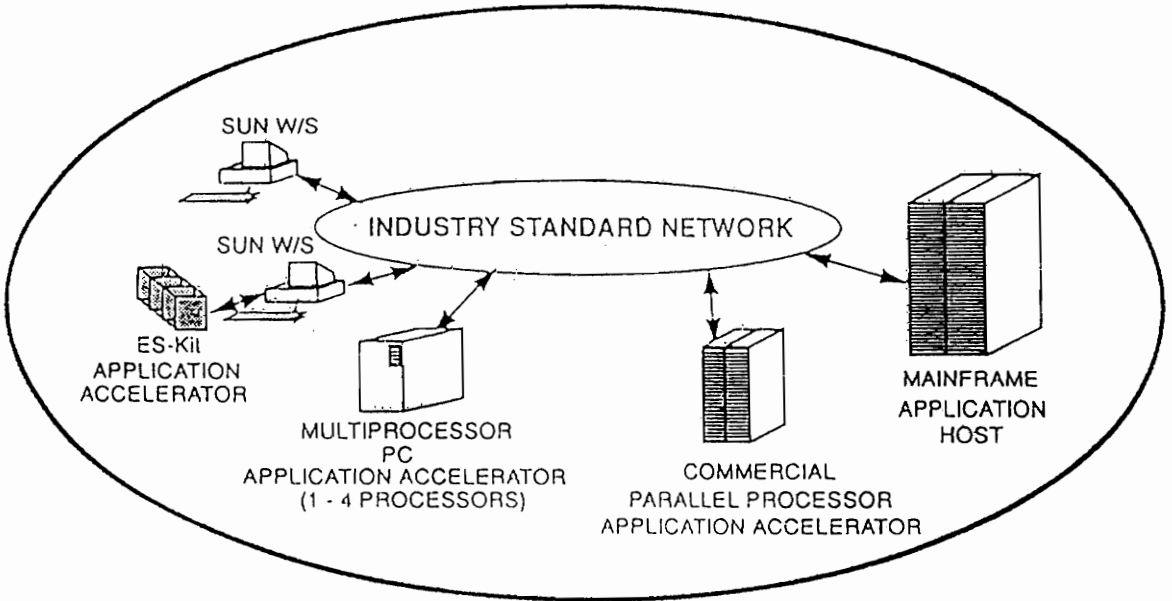 SUN W/S
INDUSTRY STANDARD NETWORK
SUN W/S
ES-Kit
APPLICATION
ACCELERATOR
MULTIPROCESSOR
PC
APPLICATION ACCELERATOR
(1 - 4 PROCESSORS)
COMMERCIAL
PARALLEL PROCESSOR
APPLICATION ACCELERATOR
MAINFRAME
APPLICATION
HOST